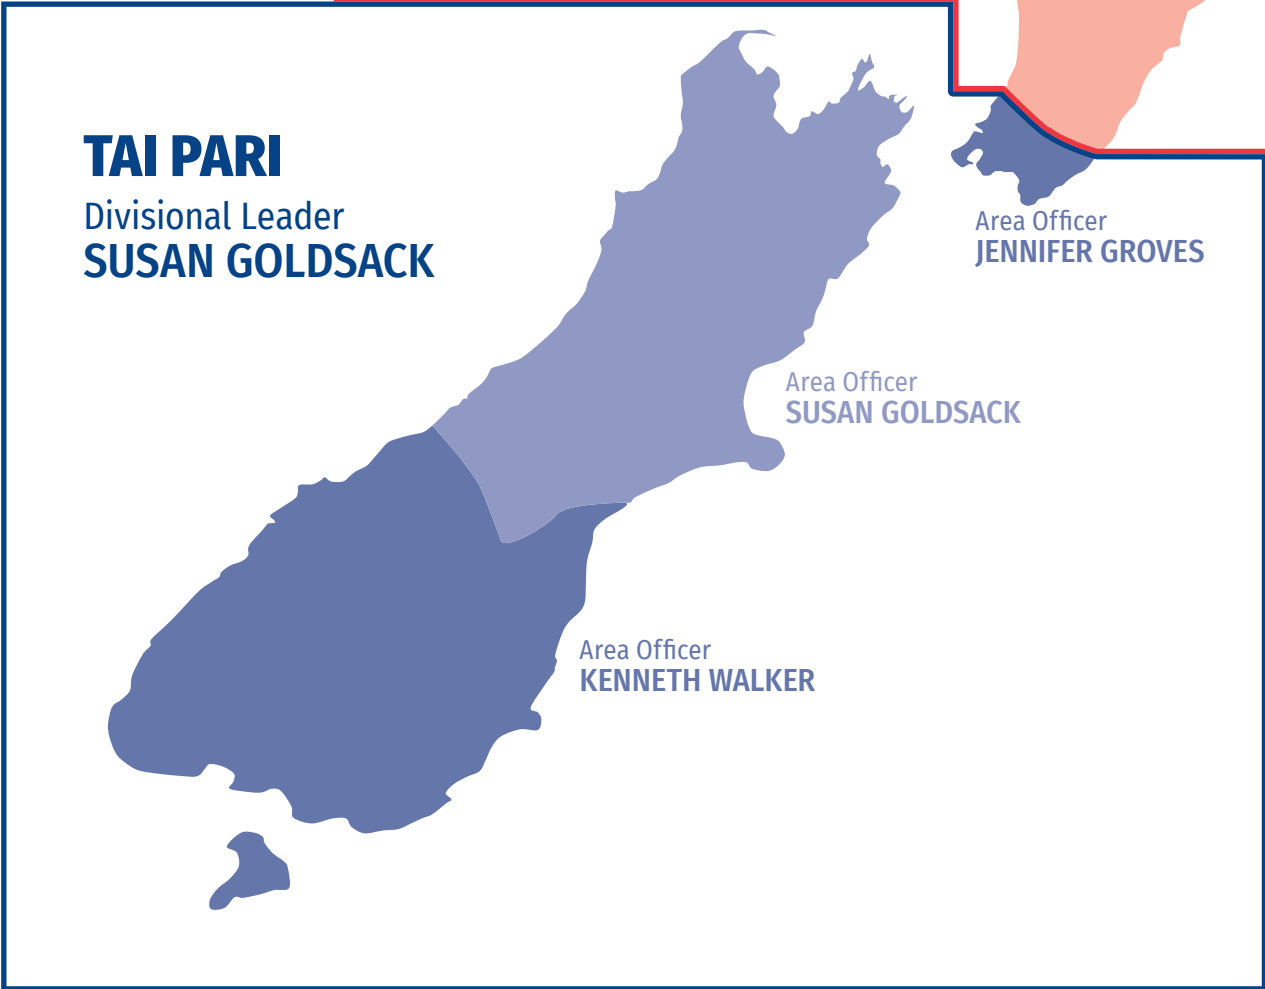 TAI PARI
Divisional Leader
SUSAN GOLDSACK
Area Officer
JENNIFER GROVES
Area Officer
SUSAN GOLDSACK
Area Officer
KENNETH WALKER